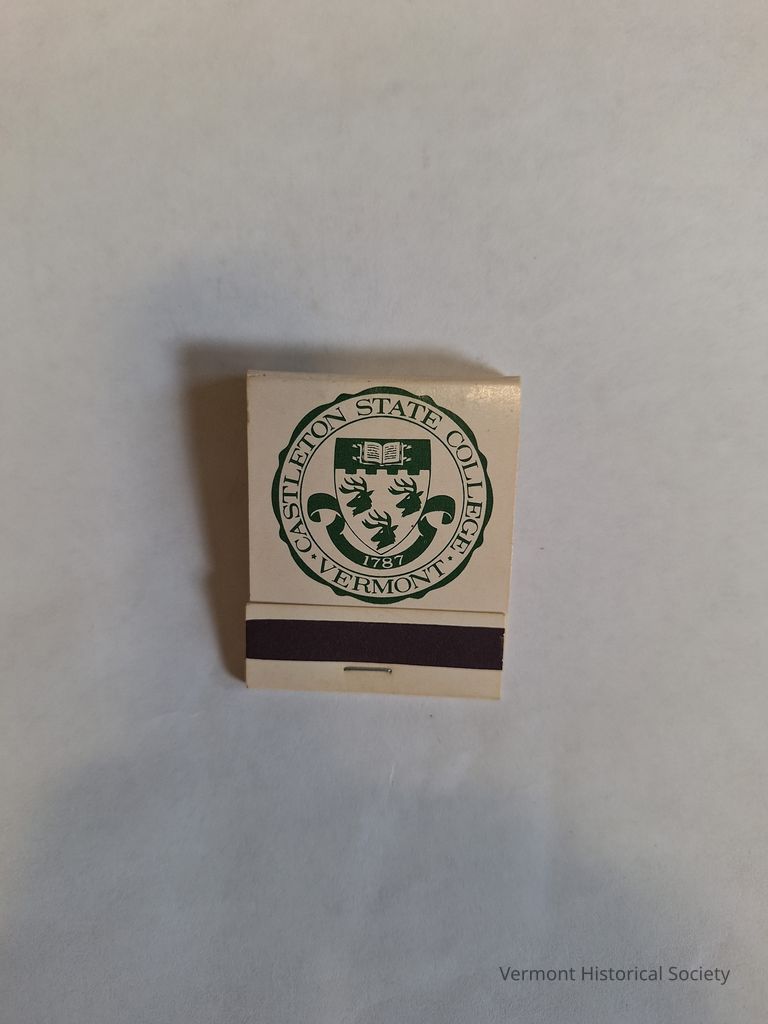 CASTLETON STATE COLLEGE
1787
· VERMONT ·
Vermont Historical Society